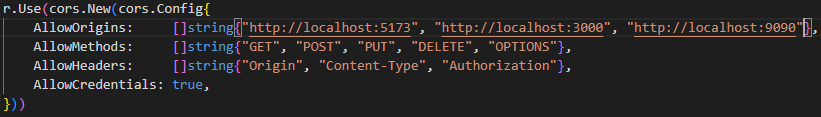 r.Use(cors.New(cors.Config{
    AllowOrigins:     []string{"http://localhost:5173", "http://localhost:3000", "http://localhost:9090"},
    AllowMethods:     []string{"GET", "POST", "PUT", "DELETE", "OPTIONS"},
    AllowHeaders:     []string{"Origin", "Content-Type", "Authorization"},
    AllowCredentials: true,
}))